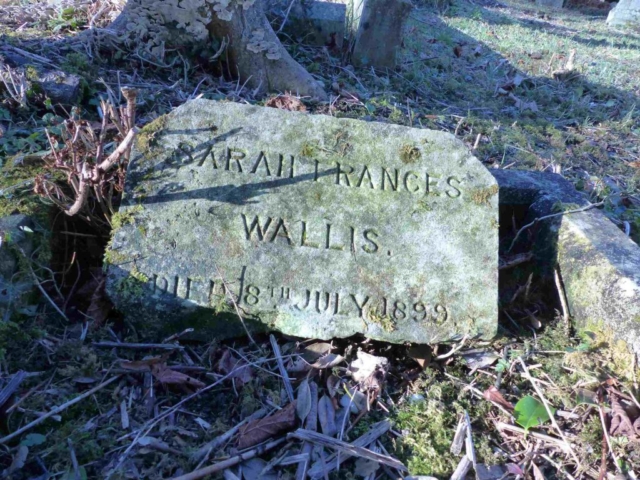 SARAH FRANCES
WALLIS.
DIED 18TH JULY 1899.